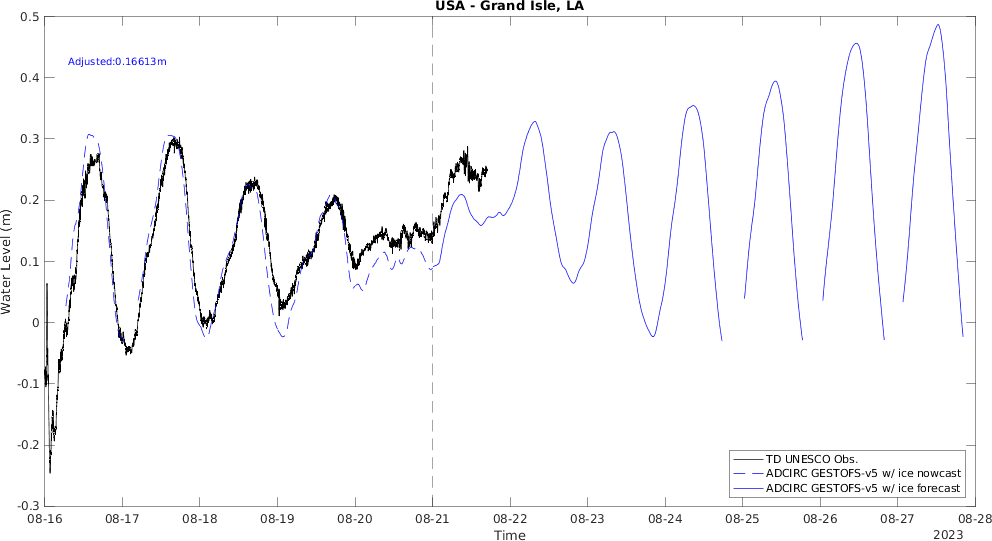 USA - Grand Isle, LA
Adjusted:0.16613m
0.5
0.4
0.3
0.2
0.1
0
-0.1
-0.2
-0.3
Water Level (m)
08-16 08-17 08-18 08-19 08-20 08-21 08-22 08-23 08-24 08-25 08-26 08-27 08-28
Time
2023
TD UNESCO Obs.
ADCIRC GESTOFS-v5 w/ ice nowcast
ADCIRC GESTOFS-v5 w/ ice forecast